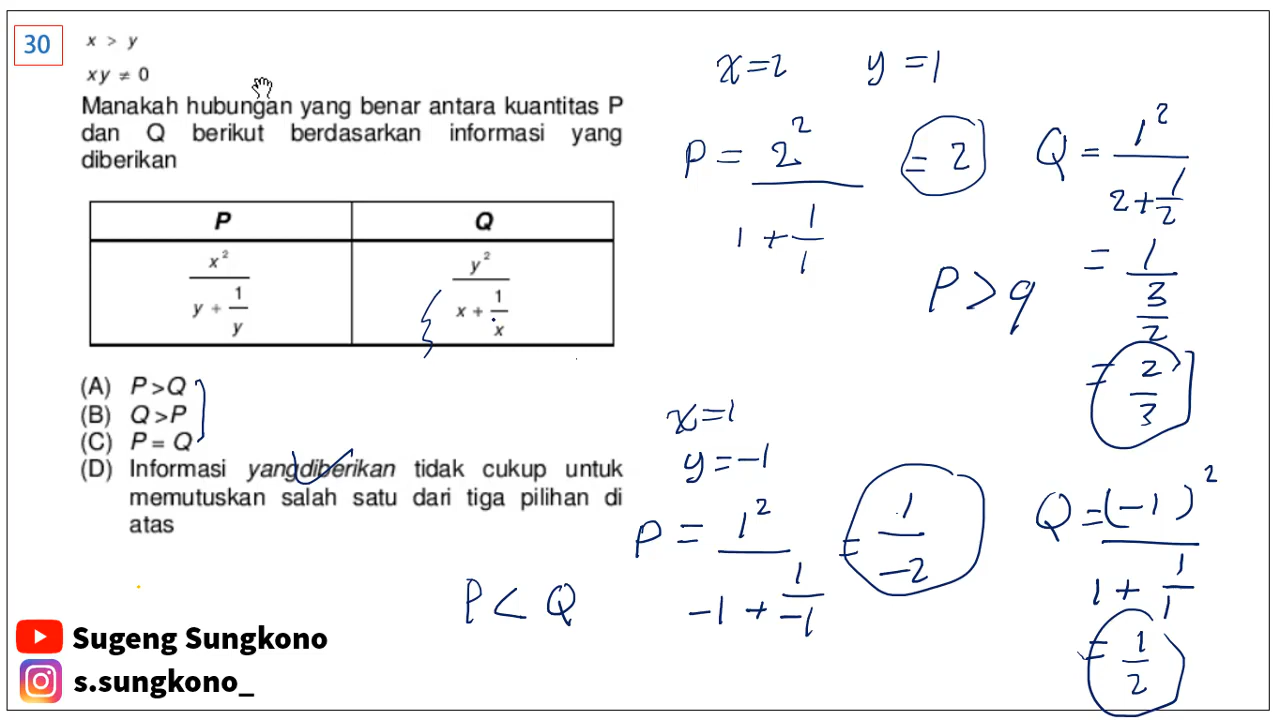 30
x > y
xy ≠ 0
Manakah hubungan yang benar antara kuantitas P
dan Q berikut berdasarkan informasi yang
diberikan
P Q
x² / (y + 1/y) y² / (x + 1/x)
(A) P > Q
(B) Q > P
(C) P = Q
(D) Informasi yangdiberikan tidak cukup untuk
memutuskan salah satu dari tiga pilihan di
atas
P < Q
Sugeng Sungkono
s.sungkono_
x = 2 y = 1
P = 2² / (1 + 1/1) = 2
Q = 1² / (2 + 1/2)
= 1 / (3/2)
= 2/3
P > q
x = 1
y = -1
P = 1² / (-1 + 1/-1) = 1/-2
Q = (-1)² / (1 + 1/1)
= 1/2